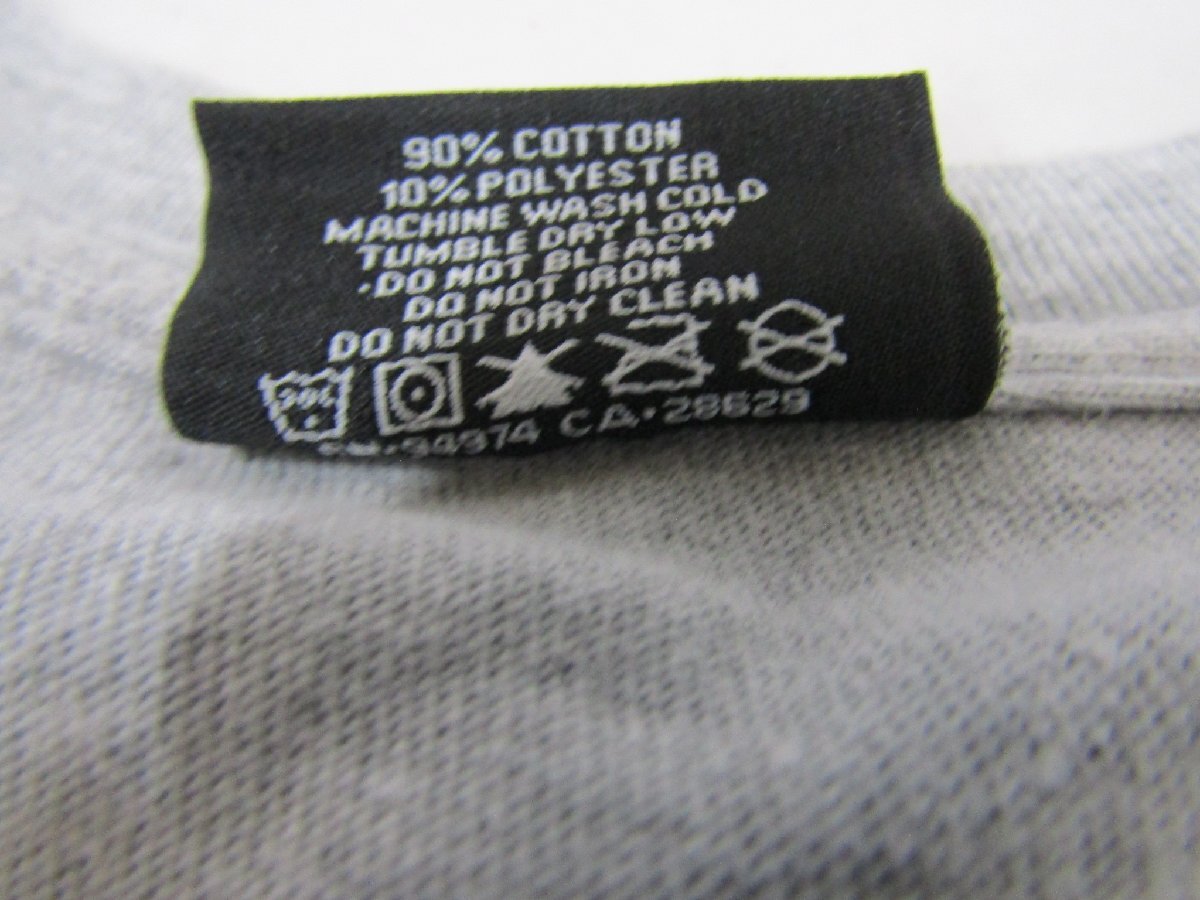 90% COTTON
10% POLYESTER
MACHINE WASH COLD
TUMBLE DRY LOW
.DO NOT BLEACH
DO NOT IRON
DO NOT DRY CLEAN
CA•28629